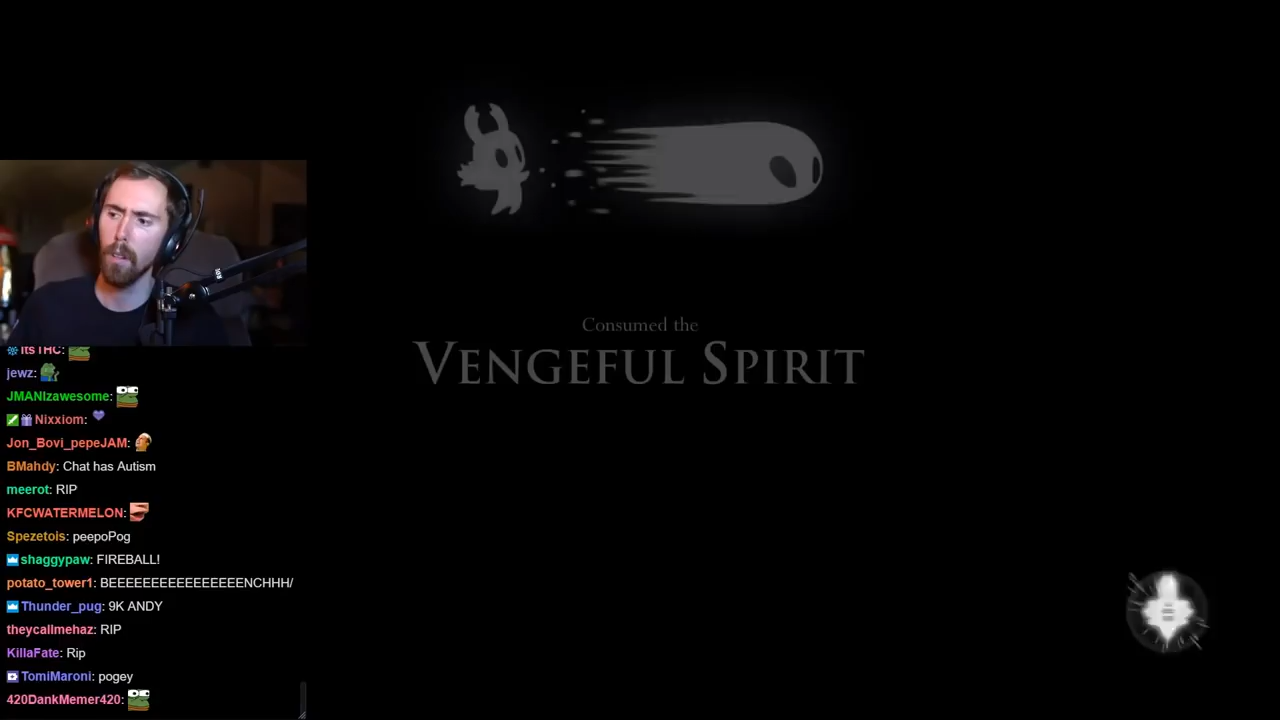 Consumed the
VENGEFUL SPIRIT
ItsTHC:
jewz:
JMANIzawesome:
Nixxiom:
Jon_Bovi_pepeJAM:
BMahdy: Chat has Autism
meerot: RIP
KFCWATERMELON:
Spezetois: peepoPog
shaggypaw: FIREBALL!
potato_tower1: BEEEEEEEEEEEEEEEENCHHH/
Thunder_pug: 9K ANDY
theycallmehaz: RIP
KillaFate: Rip
TomiMaroni: pogey
420DankMemer420: